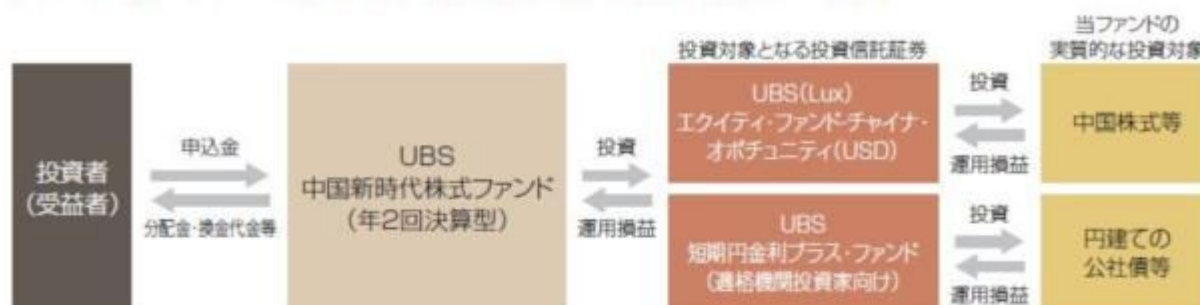 投資対象となる投資信託証券
当ファンドの
実質的な投資対象
投資者
(受益者)
申込金
分配金・換金代金等
UBS
中国新時代株式ファンド
(年2回決算型)
投資
運用損益
UBS(Lux)
エクイティ・ファンド-チャイナ・
オポチュニティ(USD)
投資
運用損益
中国株式等
UBS
短期円金利プラス・ファンド
(適格機関投資家向け)
投資
運用損益
円建ての
公社債等